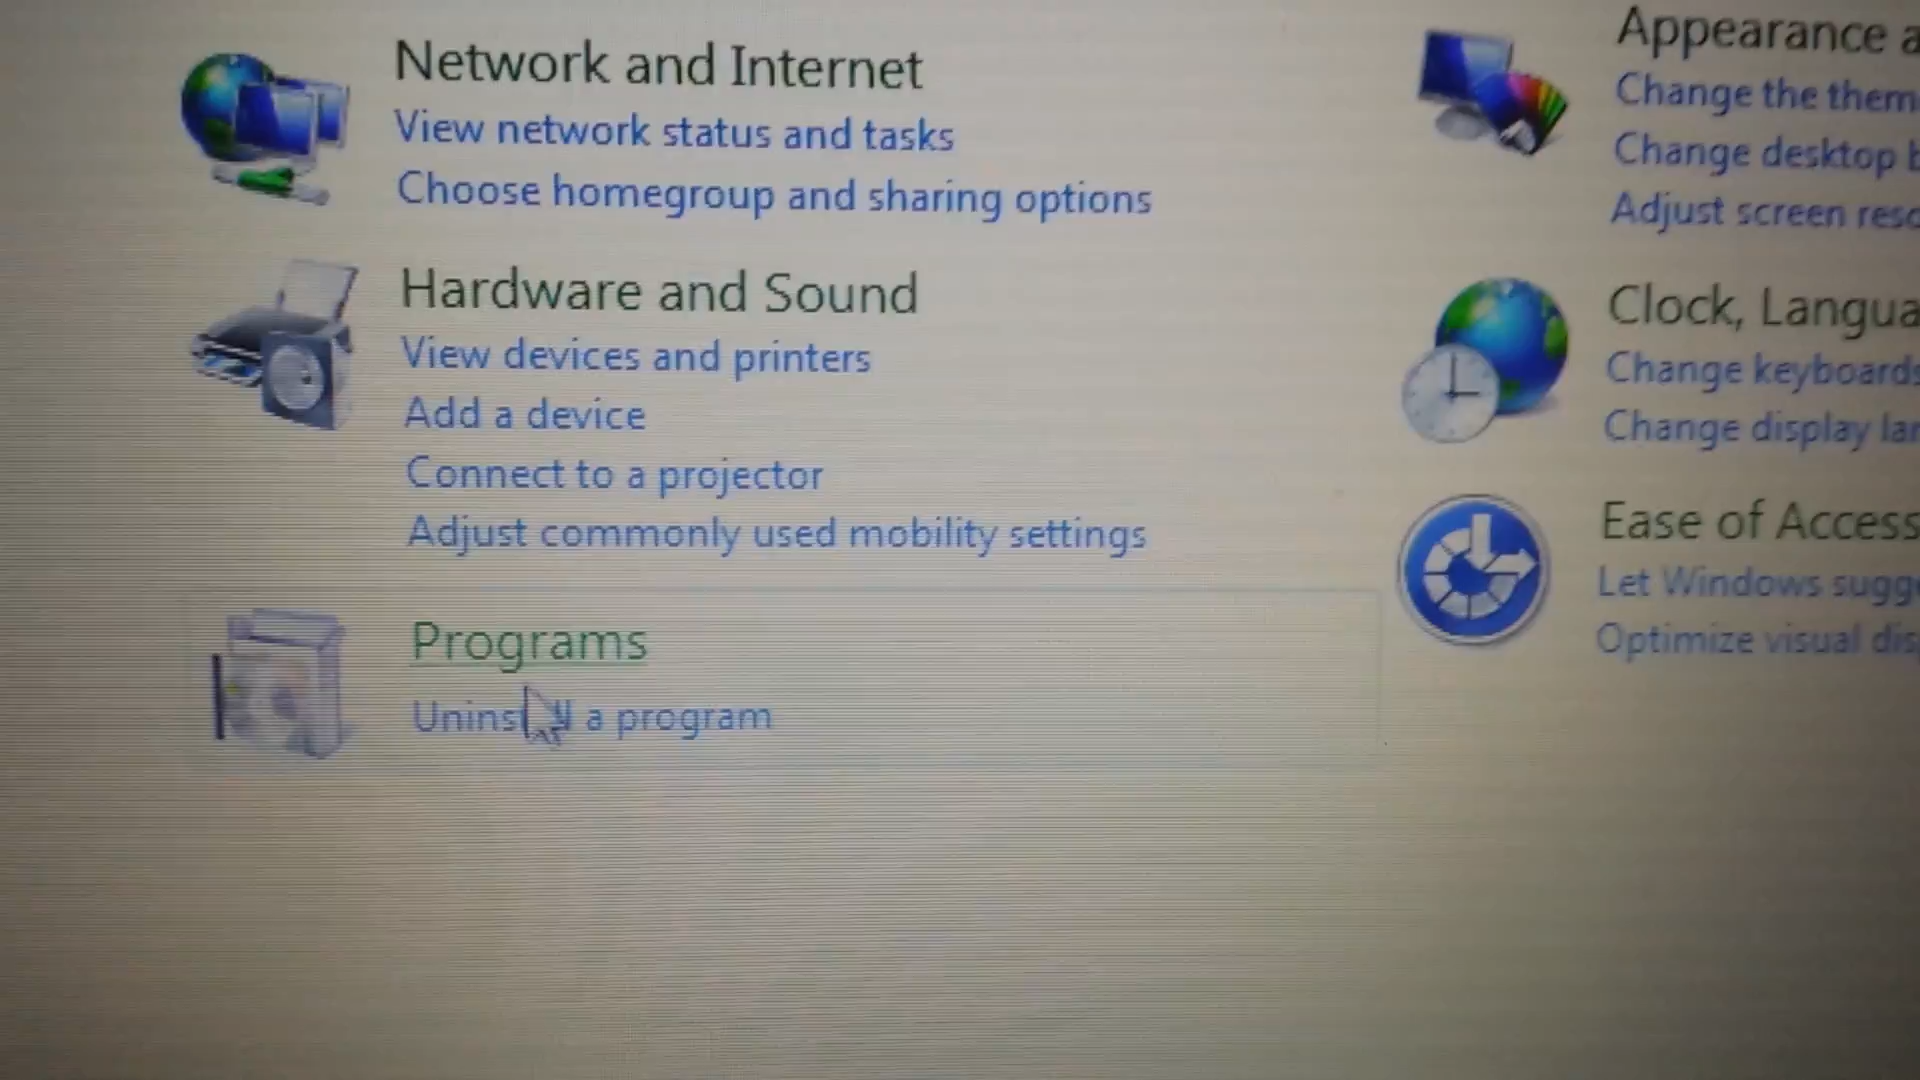 Network and Internet
View network status and tasks
Choose homegroup and sharing options
Hardware and Sound
View devices and printers
Add a device
Connect to a projector
Adjust commonly used mobility settings
Programs
Uninstall a program
Appearance
Change the
Change desktop
Adjust screen
Clock,
Change keyboards
Change display
Ease of Access
Let Windows
Optimize visual